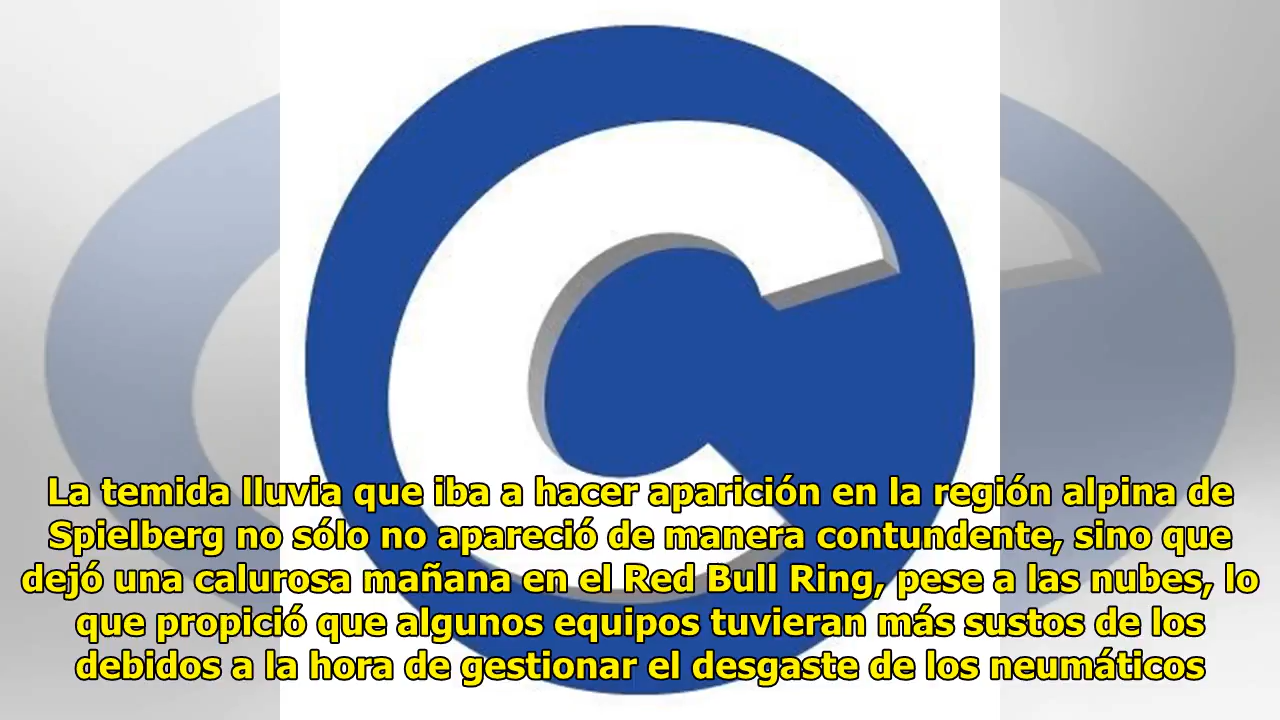 La temida lluvia que iba a hacer aparición en la región alpina de
Spielberg no sólo no apareció de manera contundente, sino que
dejó una calurosa mañana en el Red Bull Ring, pese a las nubes, lo
que propició que algunos equipos tuvieran más sustos de los
debidos a la hora de gestionar el desgaste de los neumáticos